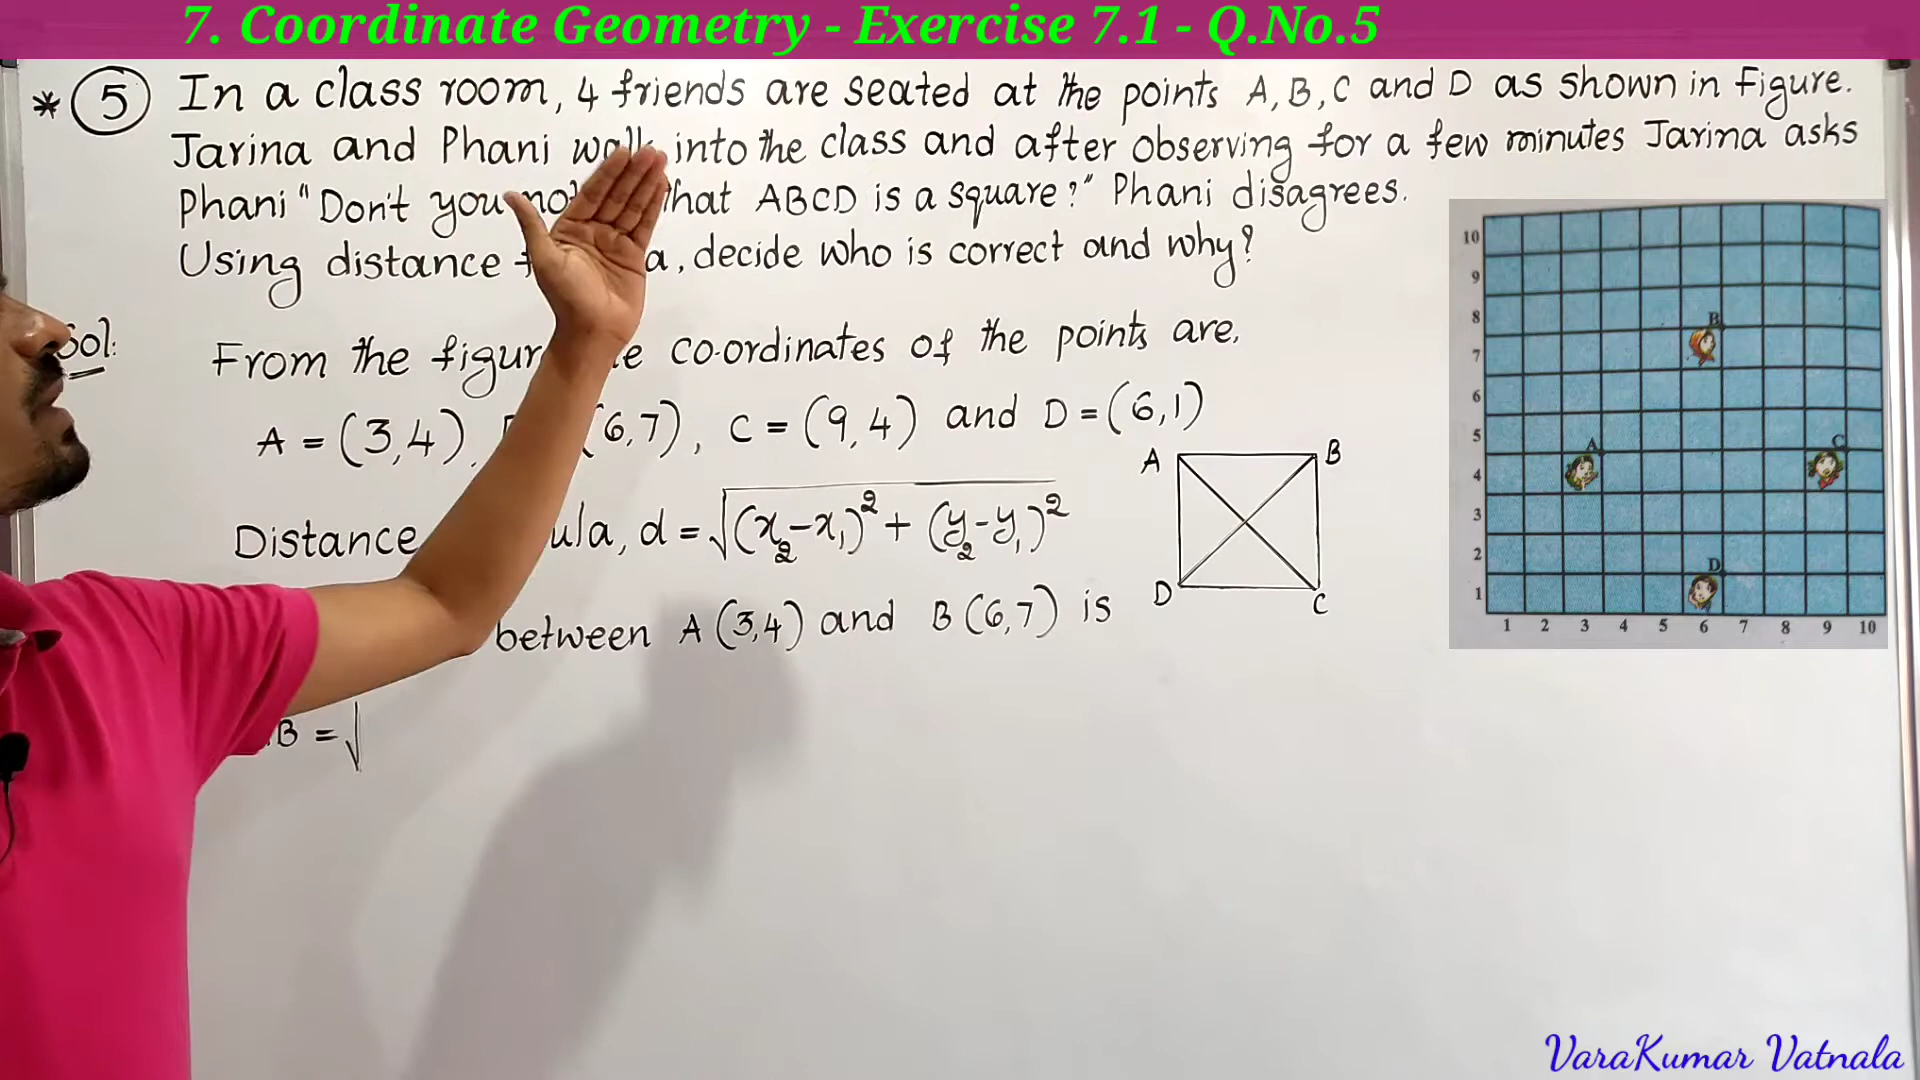 7. Coordinate Geometry - Exercise 7.1 - Q.No.5
* 5 In a class room, 4 friends are seated at the points A, B, C and D as shown in Figure.
Jarina and Phani walk into the class and after observing for a few minutes Jarina asks
Phani "Don't you that ABCD is a square?" Phani disagrees.
Using distance , decide who is correct and why?
Sol:
From the co-ordinates of the points are,
A = (3,4), (6,7), C = (9,4) and D = (6,1)
Distance d = √(x₂-x₁)² + (y₂-y₁)²
between A (3,4) and B (6,7) is
B = √
A B
D C
10
9
8
7
6
5
4
3
2
1
1 2 3 4 5 6 7 8 9 10
B
A
C
D
VaraKumar Vatnala